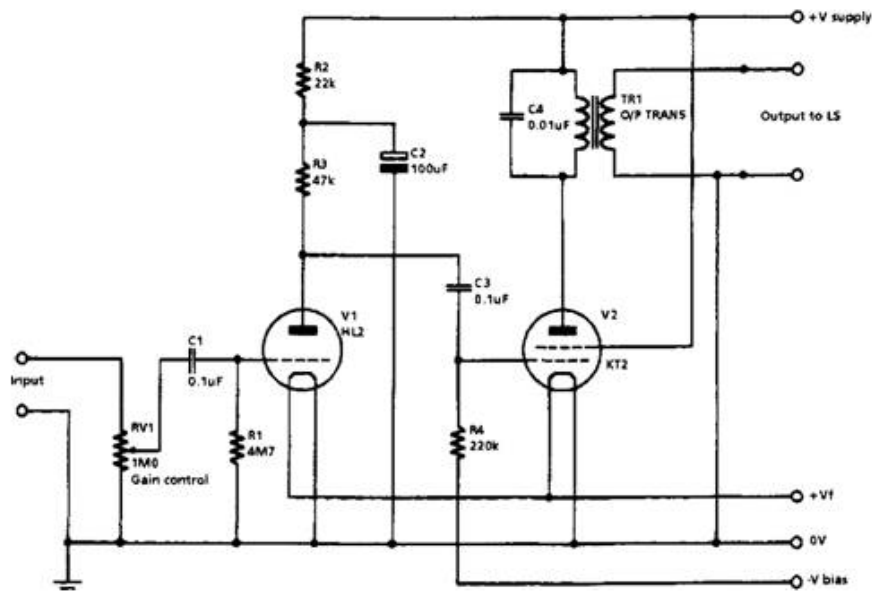 +V supply
R2
22k
C4
0.01uF
TR1
O/P TRANS
Output to LS
R3
47k
C2
100uF
C3
0.1uF
V1
HL2
V2
KT2
C1
0.1uF
Input
RV1
1M0
Gain control
R1
4M7
R4
220k
+Vf
0V
-V bias